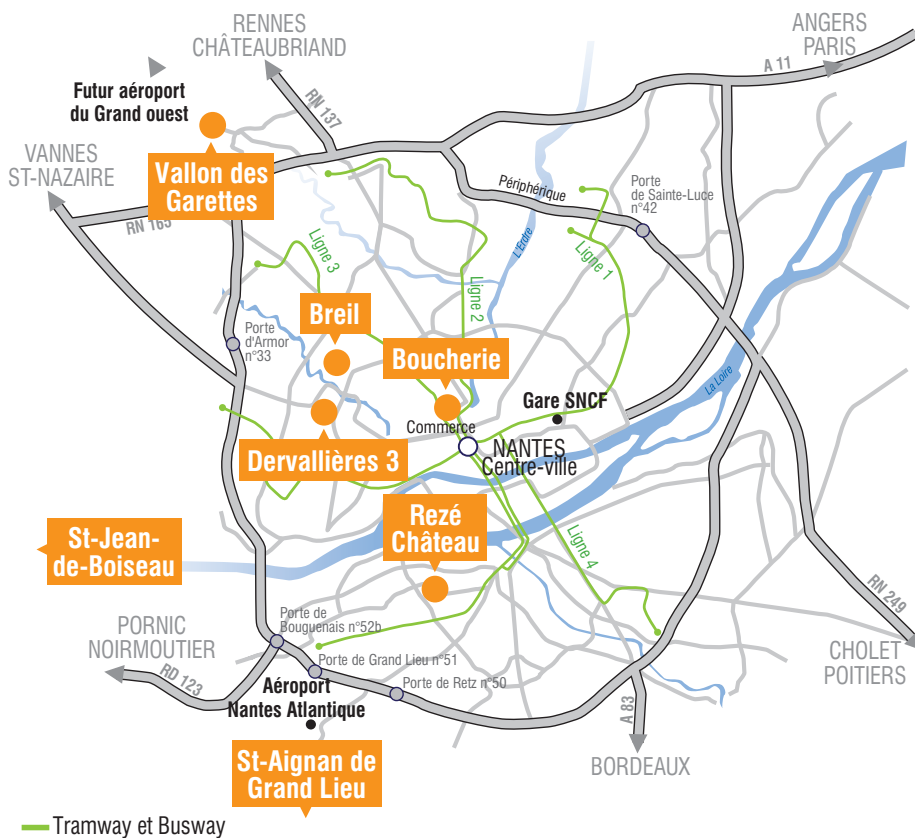 RENNES
CHÂTEAUBRIAND
ANGERS
PARIS
A 11
Futur aéroport
du Grand ouest
RN 137
VANNES
ST-NAZAIRE
Vallon des
Garettes
RN 165
Périphérique
Porte
de Sainte-Luce
n°42
L'Erdre
Ligne 3
Ligne 2
Ligne 1
Breil
Porte
d'Armor
n°33
Boucherie
La Loire
Gare SNCF
Commerce
NANTES
Centre-ville
Dervallières 3
Rezé
Château
St-Jean-
de-Boiseau
Ligne 4
RN 249
Porte de
Bouguenais n°52b
PORNIC
NOIRMOUTIER
CHOLET
POITIERS
RD 123
Porte de Grand Lieu n°51
Porte de Retz n°50
Aéroport
Nantes Atlantique
A 83
St-Aignan de
Grand Lieu
BORDEAUX
Tramway et Busway